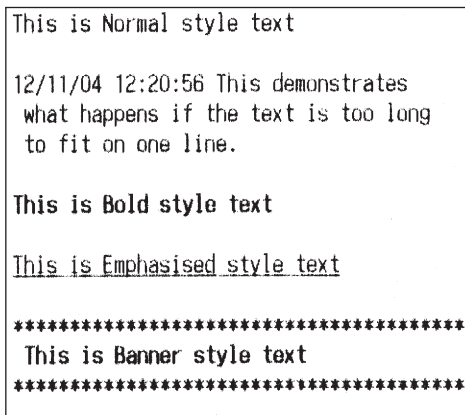 This is Normal style text
12/11/04 12:20:56 This demonstrates
what happens if the text is too long
to fit on one line.
This is Bold style text
This is Emphasised style text
****************************************
This is Banner style text
****************************************